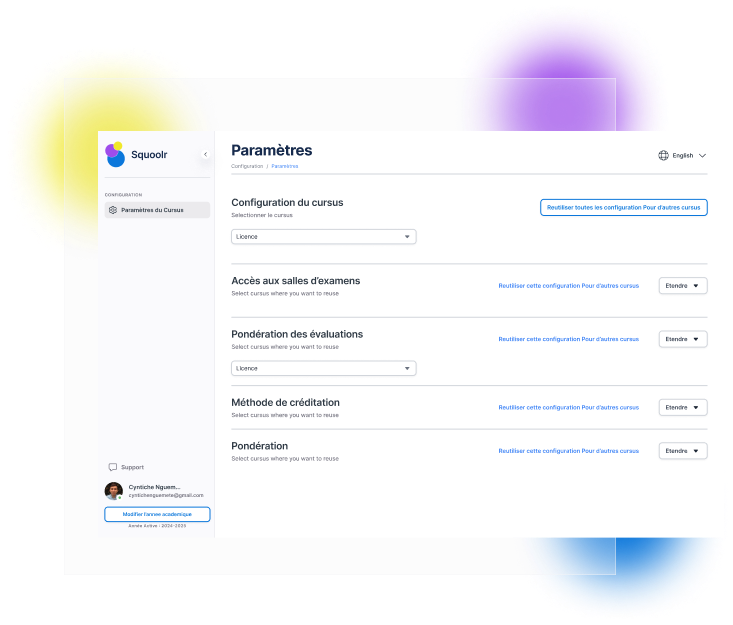 Squoolr
Paramètres
Configuration | Paramètres
English
CONFIGURATION
Paramètres du Cursus
Configuration du cursus
Selectionner le cursus
Reutiliser toutes les configuration Pour d'autres cursus
Licence
Accès aux salles d'examens
Select cursus where you want to reuse
Reutiliser cette configuration Pour d'autres cursus
Etendre
Pondération des évaluations
Select cursus where you want to reuse
Reutiliser cette configuration Pour d'autres cursus
Etendre
Licence
Méthode de créditation
Select cursus where you want to reuse
Reutiliser cette configuration Pour d'autres cursus
Etendre
Pondération
Select cursus where you want to reuse
Reutiliser cette configuration Pour d'autres cursus
Etendre
Support
Cyntiche Nguem...
cyntichenguemete@gmail.com
Modifier l'annee academique
Année Active : 2024-2025